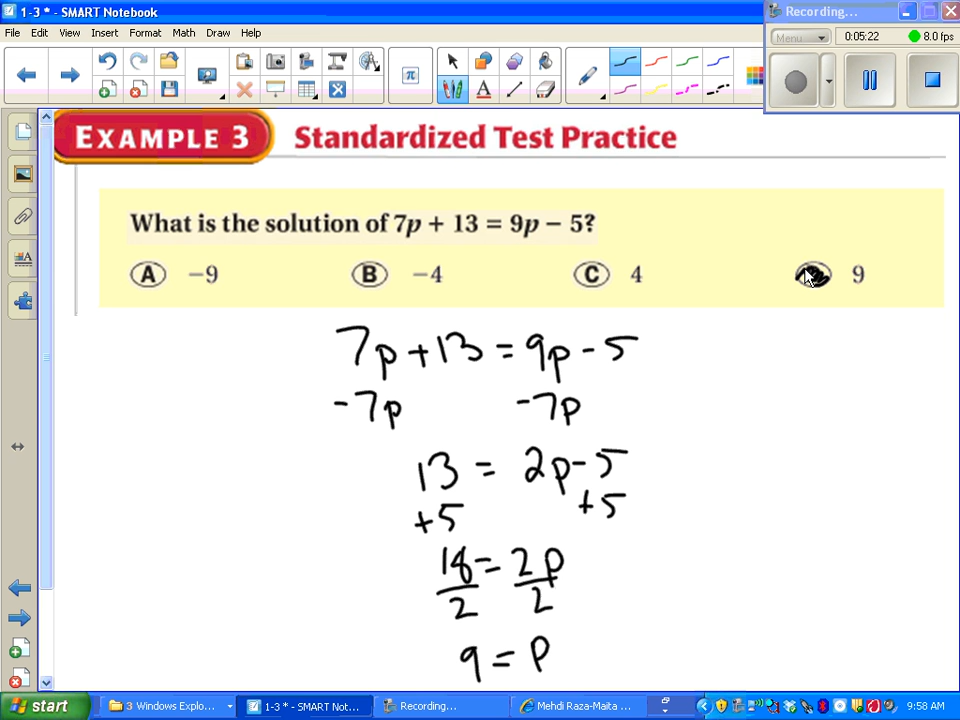 1-3 * - SMART Notebook
Recording...
File Edit View Insert Format Math Draw Help
Menu
0:05:22
8.0 fps
π
A
EXAMPLE 3 Standardized Test Practice
What is the solution of 7p + 13 = 9p − 5?
A −9 B −4 C 4 9
7p + 13 = 9p - 5
-7p -7p
13 = 2p - 5
+5 +5
18 = 2p
2 2
9 = p
start 3 Windows Explo... 1-3 * - SMART Not... Recording... Mehdi Raza-Maita ... 9:58 AM